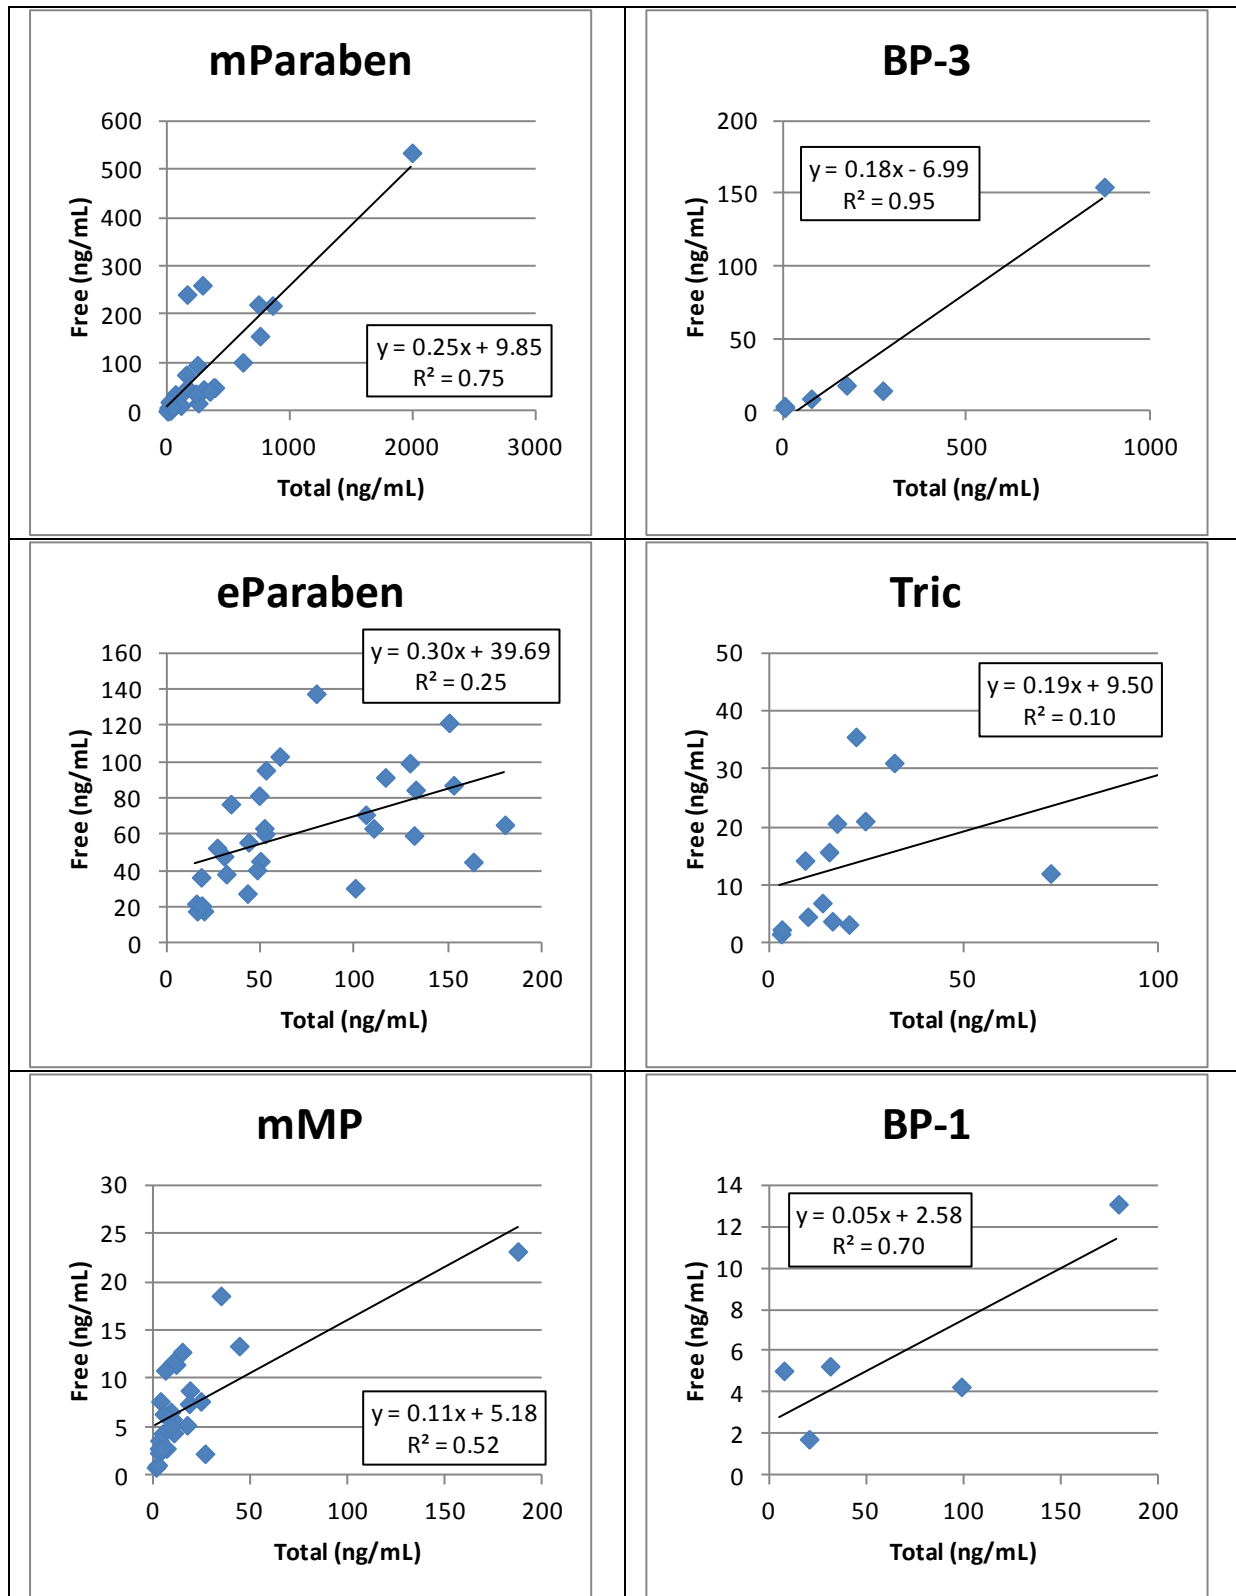 mParaben
600
500
400
300
200
100
0
Free (ng/mL)
y = 0.25x + 9.85
R² = 0.75
0 1000 2000 3000
Total (ng/mL)
BP-3
200
150
100
50
0
Free (ng/mL)
y = 0.18x - 6.99
R² = 0.95
0 500 1000
Total (ng/mL)
eParaben
160
140
120
100
80
60
40
20
0
Free (ng/mL)
y = 0.30x + 39.69
R² = 0.25
0 50 100 150 200
Total (ng/mL)
Tric
50
40
30
20
10
0
Free (ng/mL)
y = 0.19x + 9.50
R² = 0.10
0 50 100
Total (ng/mL)
mMP
30
25
20
15
10
5
0
Free (ng/mL)
y = 0.11x + 5.18
R² = 0.52
0 50 100 150 200
Total (ng/mL)
BP-1
14
12
10
8
6
4
2
0
Free (ng/mL)
y = 0.05x + 2.58
R² = 0.70
0 50 100 150 200
Total (ng/mL)